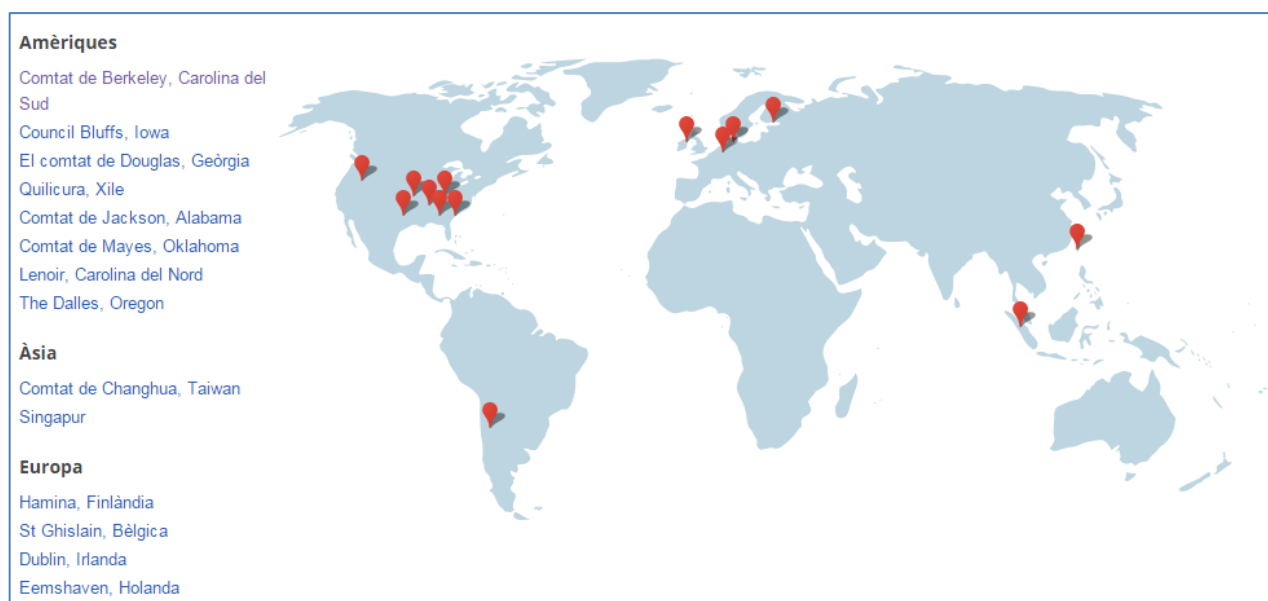 Amèriques
Comtat de Berkeley, Carolina del
Sud
Council Bluffs, Iowa
El comtat de Douglas, Geòrgia
Quilicura, Xile
Comtat de Jackson, Alabama
Comtat de Mayes, Oklahoma
Lenoir, Carolina del Nord
The Dalles, Oregon
Àsia
Comtat de Changhua, Taiwan
Singapur
Europa
Hamina, Finlàndia
St Ghislain, Bèlgica
Dublin, Irlanda
Eemshaven, Holanda